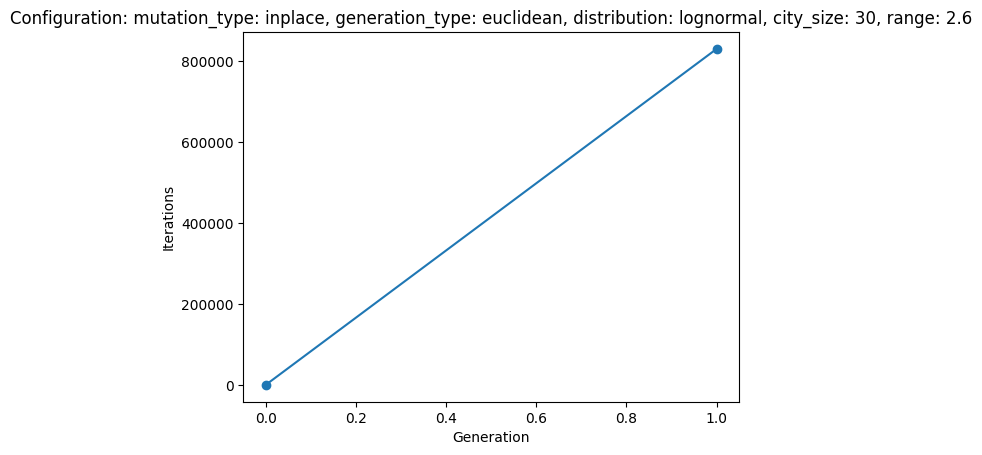 Configuration: mutation_type: inplace, generation_type: euclidean, distribution: lognormal, city_size: 30, range: 2.6
800000
600000
400000
200000
0
Iterations
0.0 0.2 0.4 0.6 0.8 1.0
Generation